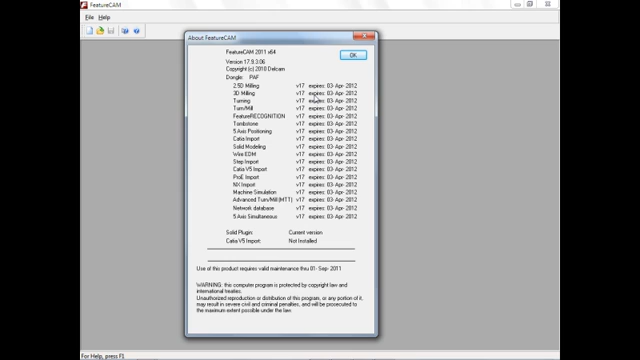 FeatureCAM
File Help
About FeatureCAM
FeatureCAM 2011 x64
OK
Version 17.9.3.06
Copyright (c) 2010 Delcam
Dongle: PAF
2.5D Milling v17 expires: 03-Apr-2012
3D Milling v17 expires: 03-Apr-2012
Turning v17 expires: 03-Apr-2012
Turn/Mill v17 expires: 03-Apr-2012
FeatureRECOGNITION v17 expires: 03-Apr-2012
Tombstone v17 expires: 03-Apr-2012
5 Axis Positioning v17 expires: 03-Apr-2012
Catia Import v17 expires: 03-Apr-2012
Solid Modeling v17 expires: 03-Apr-2012
Wire EDM v17 expires: 03-Apr-2012
Step Import v17 expires: 03-Apr-2012
Catia V5 Import v17 expires: 03-Apr-2012
ProE Import v17 expires: 03-Apr-2012
NX Import v17 expires: 03-Apr-2012
Machine Simulation v17 expires: 03-Apr-2012
Advanced Turn/Mill(MTT) v17 expires: 03-Apr-2012
Network database v17 expires: 03-Apr-2012
5 Axis Simultaneous v17 expires: 03-Apr-2012
Solid Plugin: Current version
Catia V5 Import: Not Installed
Use of this product requires valid maintenance thru 01- Sep- 2011
WARNING: this computer program is protected by copyright law and
international treaties.
Unauthorized reproduction or distribution of this program, or any portion of it,
may result in severe civil and criminal penalties, and will be prosecuted to
the maximum extent possible under the law.
For Help, press F1